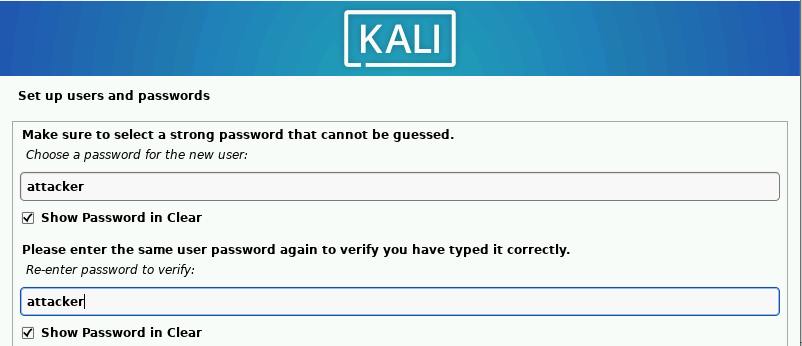 KALI
Set up users and passwords
Make sure to select a strong password that cannot be guessed.
Choose a password for the new user:
attacker
Show Password in Clear
Please enter the same user password again to verify you have typed it correctly.
Re-enter password to verify:
attacker
Show Password in Clear